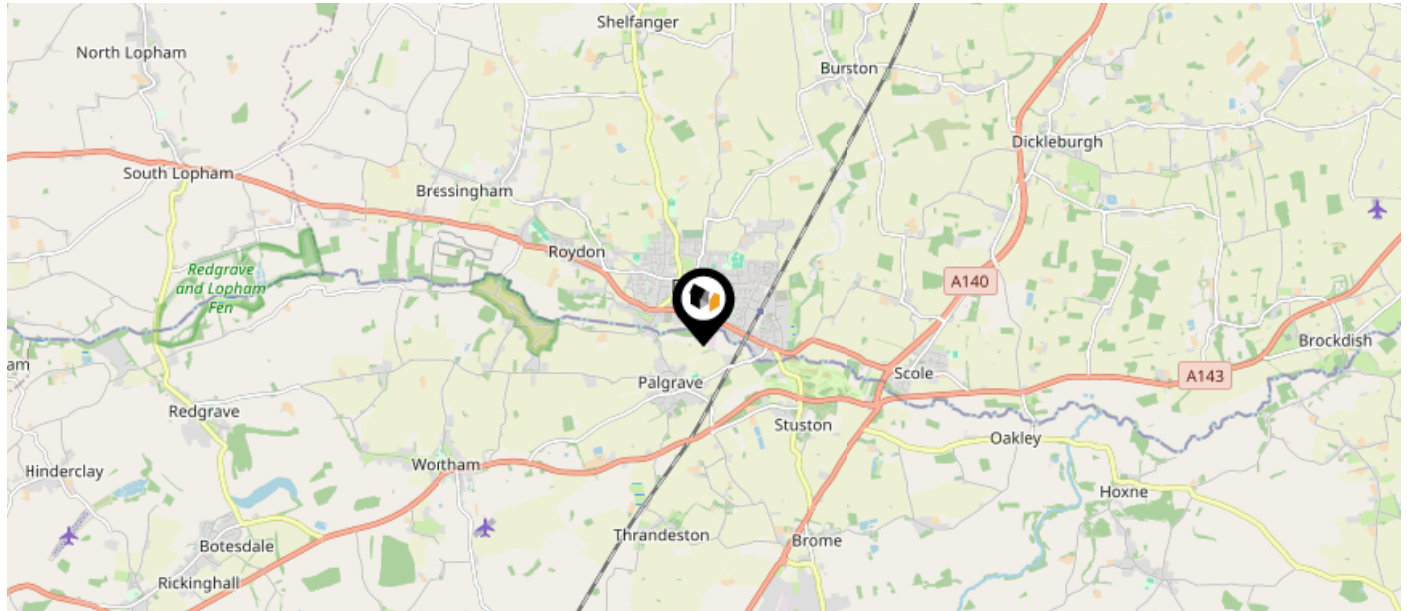 Shelfanger
North Lopham
Burston
Dickleburgh
South Lopham
Bressingham
Roydon
Redgrave
and Lopham
Fen
A140
Brockdish
am
Scole
A143
Palgrave
Redgrave
Stuston
Oakley
Wortham
Hinderclay
Hoxne
Thrandeston
Brome
Botesdale
Rickinghall